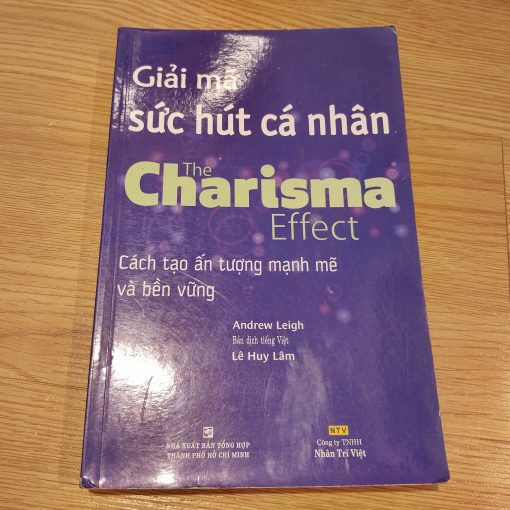 Giải mã
sức hút cá nhân
The
Charisma
Effect
Cách tạo ấn tượng mạnh mẽ
và bền vững
Andrew Leigh
Bản dịch tiếng Việt
Lê Huy Lâm
NHÀ XUẤT BẢN TỔNG HỢP
THÀNH PHỐ HỒ CHÍ MINH
NTV
Công ty TNHH
Nhân Trí Việt